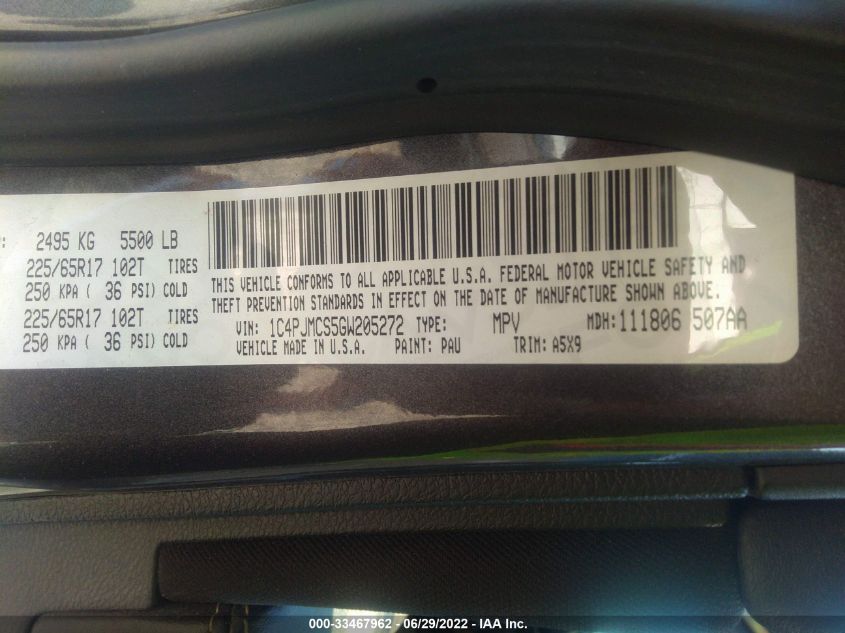 : 2495 KG 5500 LB
225/65R17 102T TIRES
250 KPA ( 36 PSI) COLD
225/65R17 102T TIRES
250 KPA ( 36 PSI) COLD
THIS VEHICLE CONFORMS TO ALL APPLICABLE U.S.A. FEDERAL MOTOR VEHICLE SAFETY AND
THEFT PREVENTION STANDARDS IN EFFECT ON THE DATE OF MANUFACTURE SHOWN ABOVE.
VIN: 1C4PJMCS5GW205272 TYPE: MPV MDH: 111806 507AA
VEHICLE MADE IN U.S.A. PAINT: PAU TRIM: A5X9
000-33467962 - 06/29/2022 - IAA Inc.